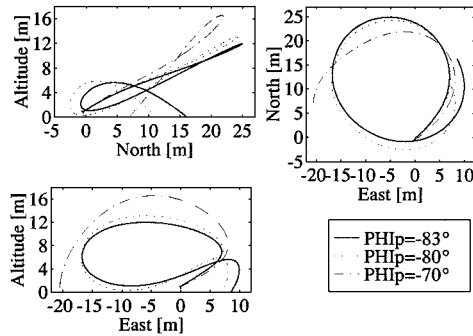 Altitude [m]
16
12
8
4
0
0 5 10 15 20 25
North [m]
North [m]
25
20
15
10
5
0
-5
-20 -15 -10 -5 0 5 10
East [m]
Altitude [m]
16
12
8
4
0
-20 -15 -10 -5 0 5 10
East [m]
PHIp=-83°
PHIp=-80°
PHIp=-70°